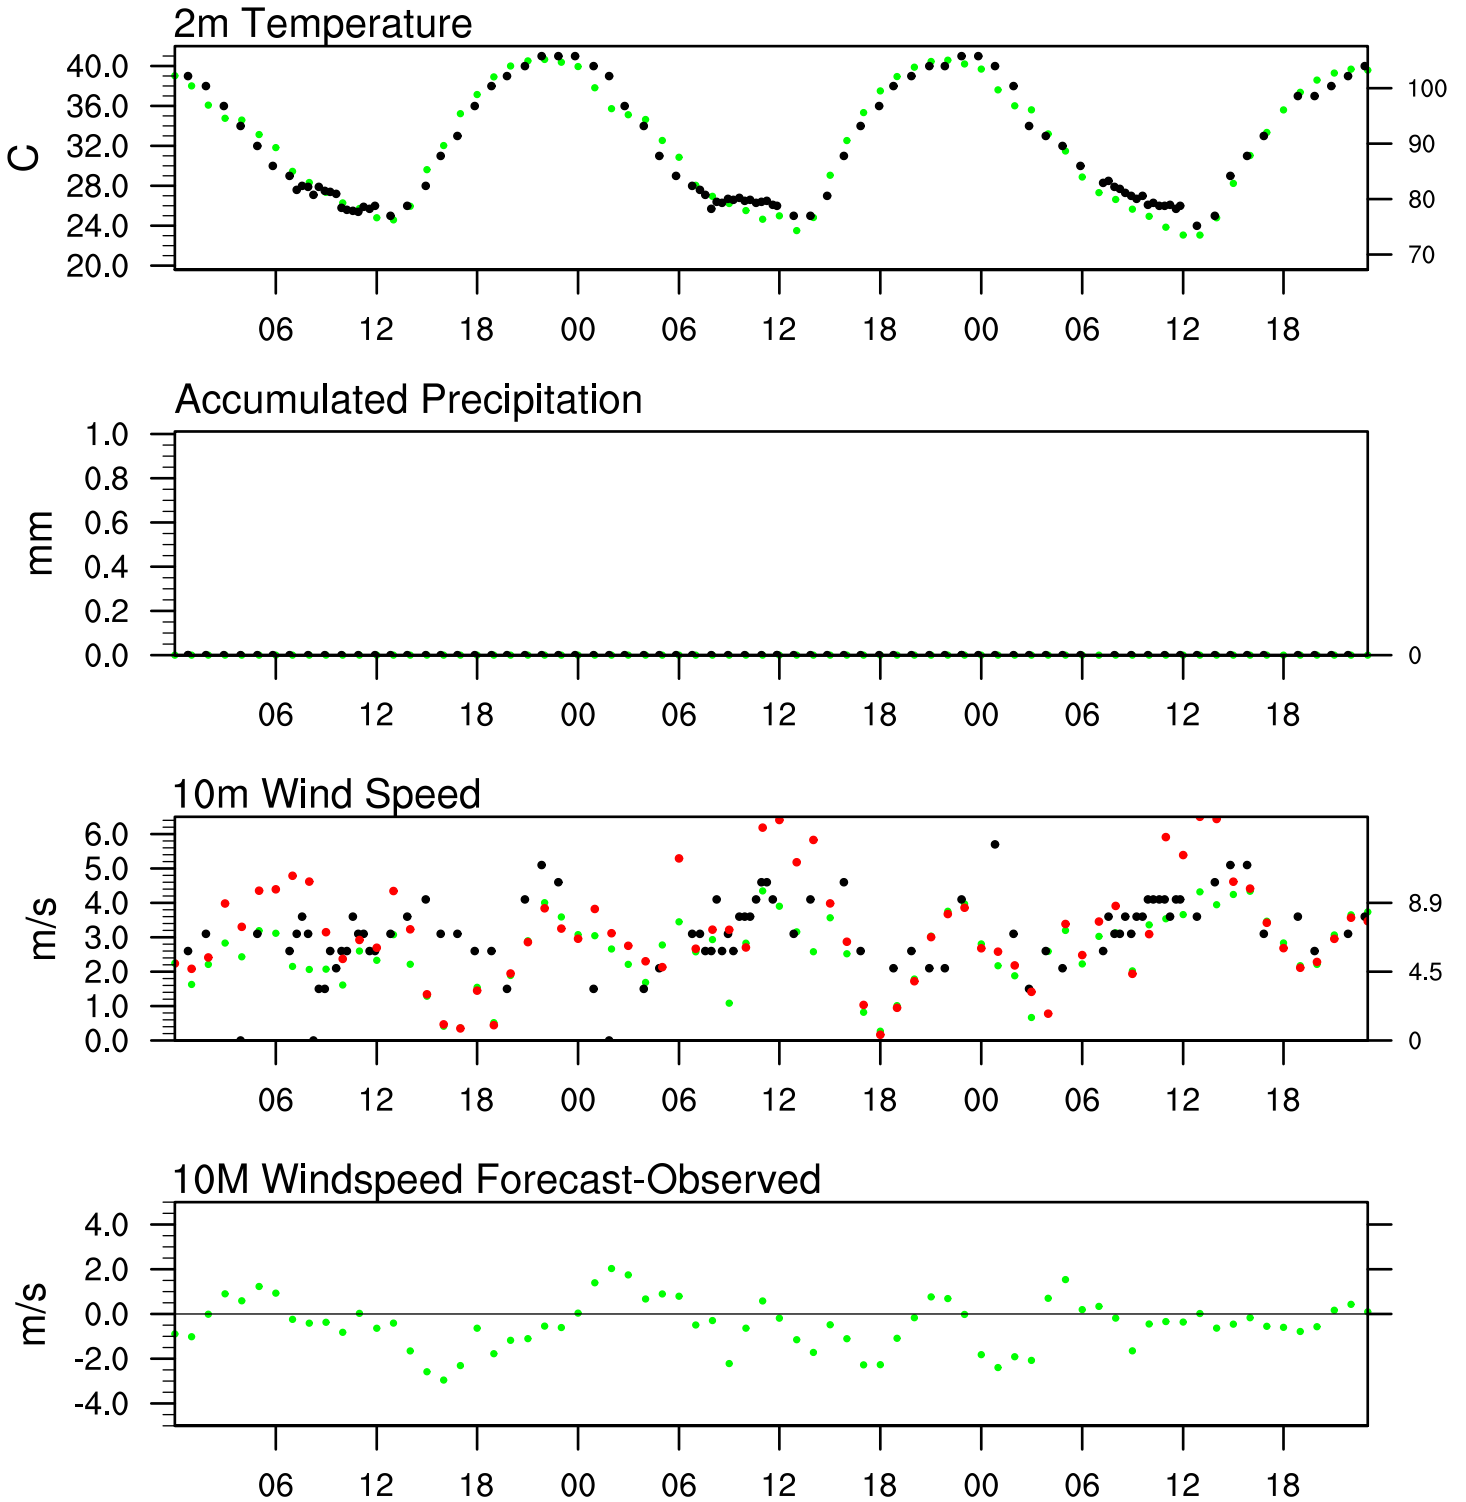 2m Temperature
40.0
36.0
32.0
28.0
24.0
20.0
C
100
90
80
70
06 12 18 00 06 12 18 00 06 12 18
Accumulated Precipitation
1.0
0.8
0.6
0.4
0.2
0.0
mm
0
06 12 18 00 06 12 18 00 06 12 18
10m Wind Speed
6.0
5.0
4.0
3.0
2.0
1.0
0.0
m/s
8.9
4.5
0
06 12 18 00 06 12 18 00 06 12 18
10M Windspeed Forecast-Observed
4.0
2.0
0.0
-2.0
-4.0
m/s
06 12 18 00 06 12 18 00 06 12 18